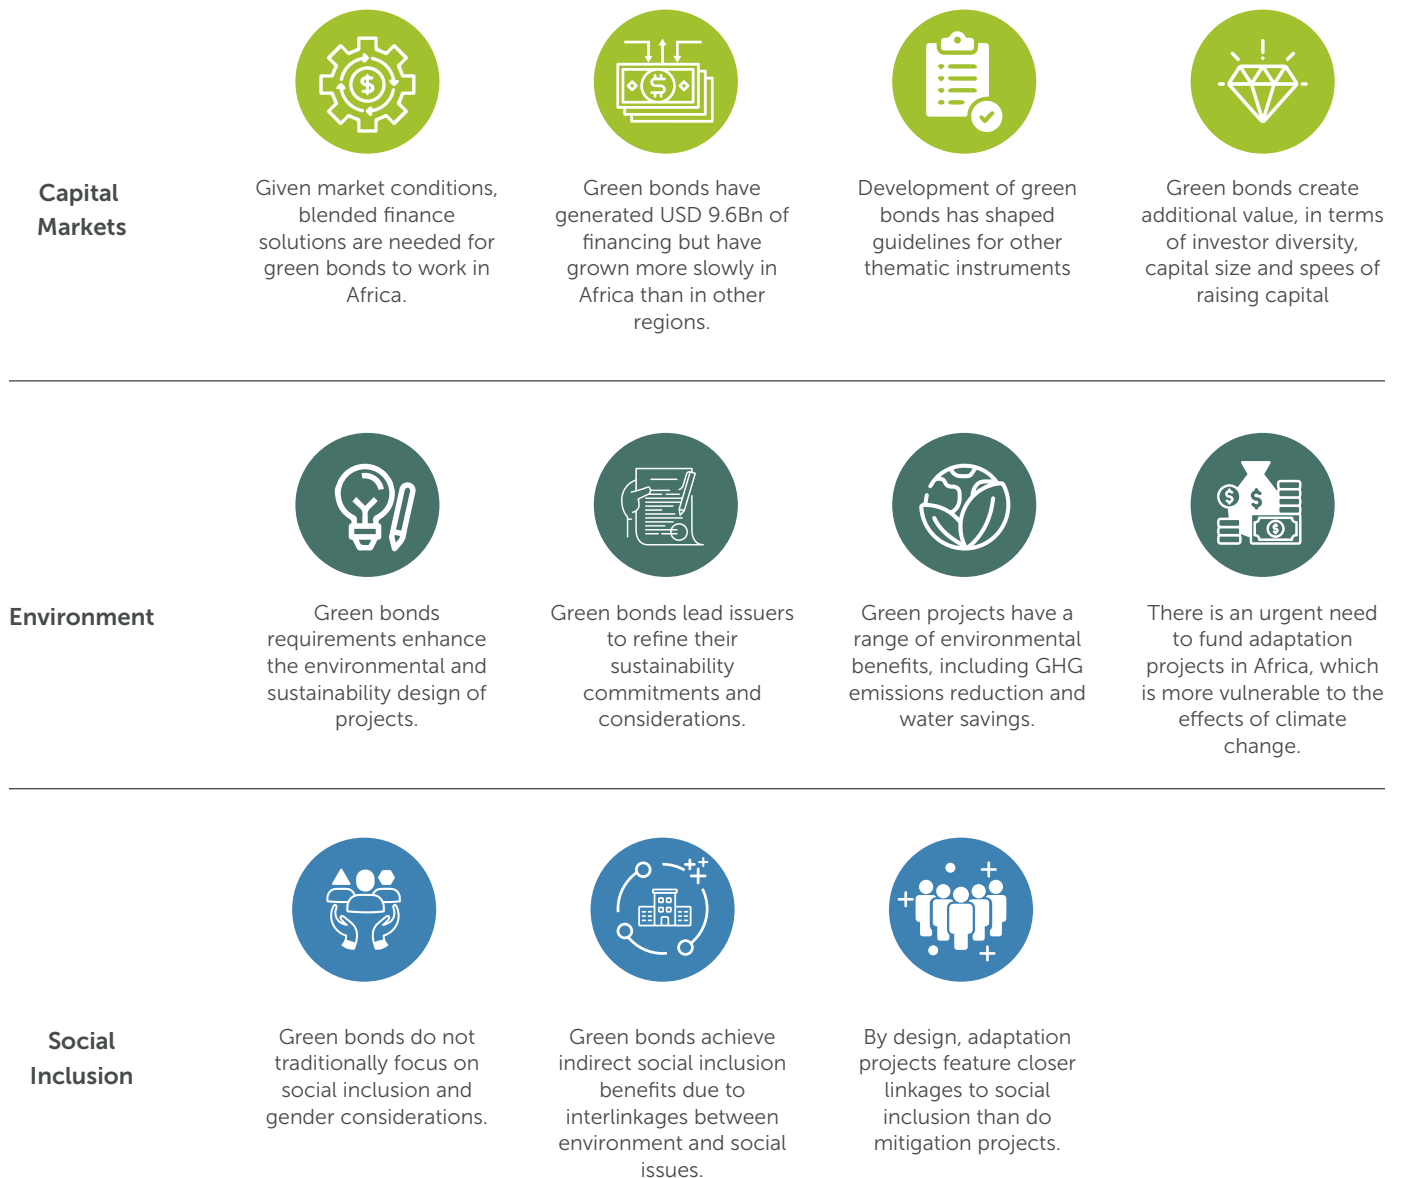 Capital
Markets
Given market conditions,
blended finance
solutions are needed for
green bonds to work in
Africa.
Green bonds have
generated USD 9.6Bn of
financing but have
grown more slowly in
Africa than in other
regions.
Development of green
bonds has shaped
guidelines for other
thematic instruments
Green bonds create
additional value, in terms
of investor diversity,
capital size and spees of
raising capital
Environment
Green bonds
requirements enhance
the environmental and
sustainability design of
projects.
Green bonds lead issuers
to refine their
sustainability
commitments and
considerations.
Green projects have a
range of environmental
benefits, including GHG
emissions reduction and
water savings.
There is an urgent need
to fund adaptation
projects in Africa, which
is more vulnerable to the
effects of climate
change.
Social
Inclusion
Green bonds do not
traditionally focus on
social inclusion and
gender considerations.
Green bonds achieve
indirect social inclusion
benefits due to
interlinkages between
environment and social
issues.
By design, adaptation
projects feature closer
linkages to social
inclusion than do
mitigation projects.